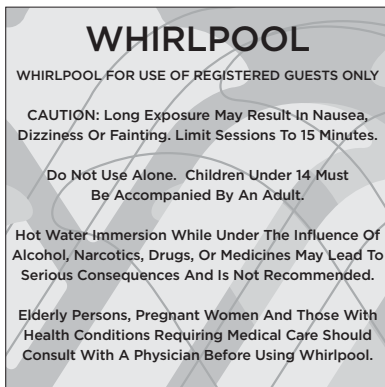 WHIRLPOOL
WHIRLPOOL FOR USE OF REGISTERED GUESTS ONLY
CAUTION: Long Exposure May Result In Nausea,
Dizziness Or Fainting. Limit Sessions To 15 Minutes.
Do Not Use Alone. Children Under 14 Must
Be Accompanied By An Adult.
Hot Water Immersion While Under The Influence Of
Alcohol, Narcotics, Drugs, Or Medicines May Lead To
Serious Consequences And Is Not Recommended.
Elderly Persons, Pregnant Women And Those With
Health Conditions Requiring Medical Care Should
Consult With A Physician Before Using Whirlpool.